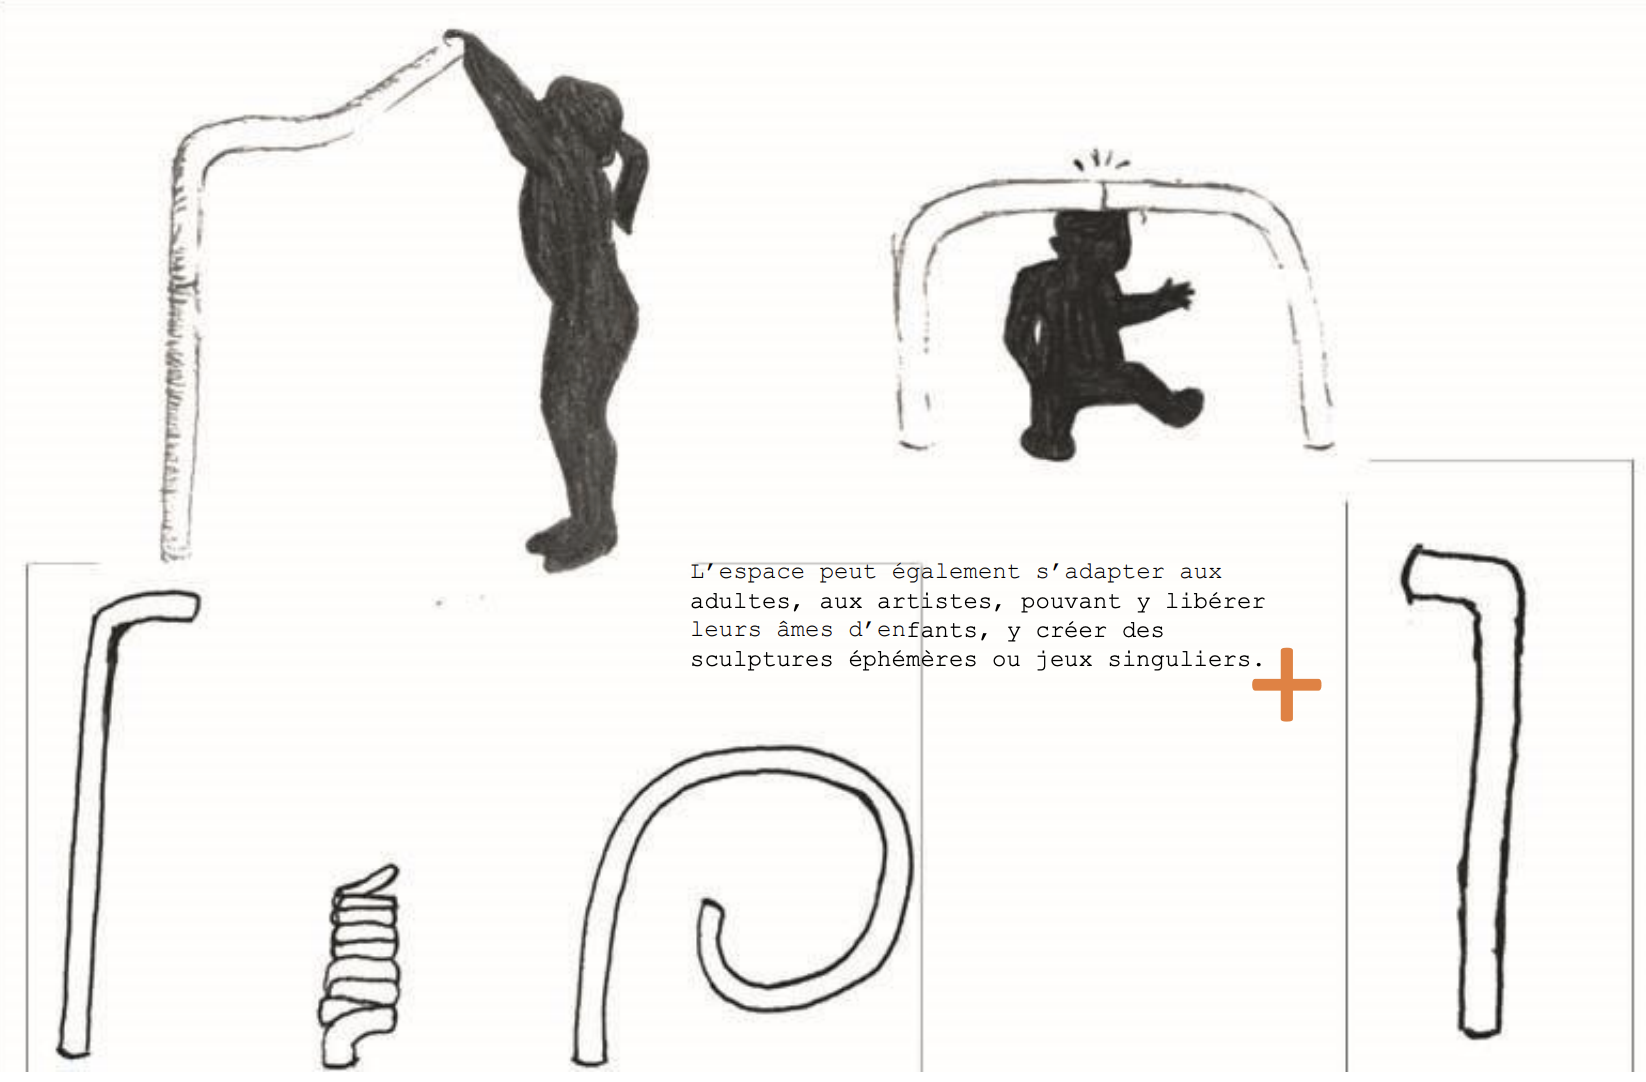 L’espace peut également s’adapter aux
adultes, aux artistes, pouvant y libérer
leurs âmes d’enfants, y créer des
sculptures éphémères ou jeux singuliers.